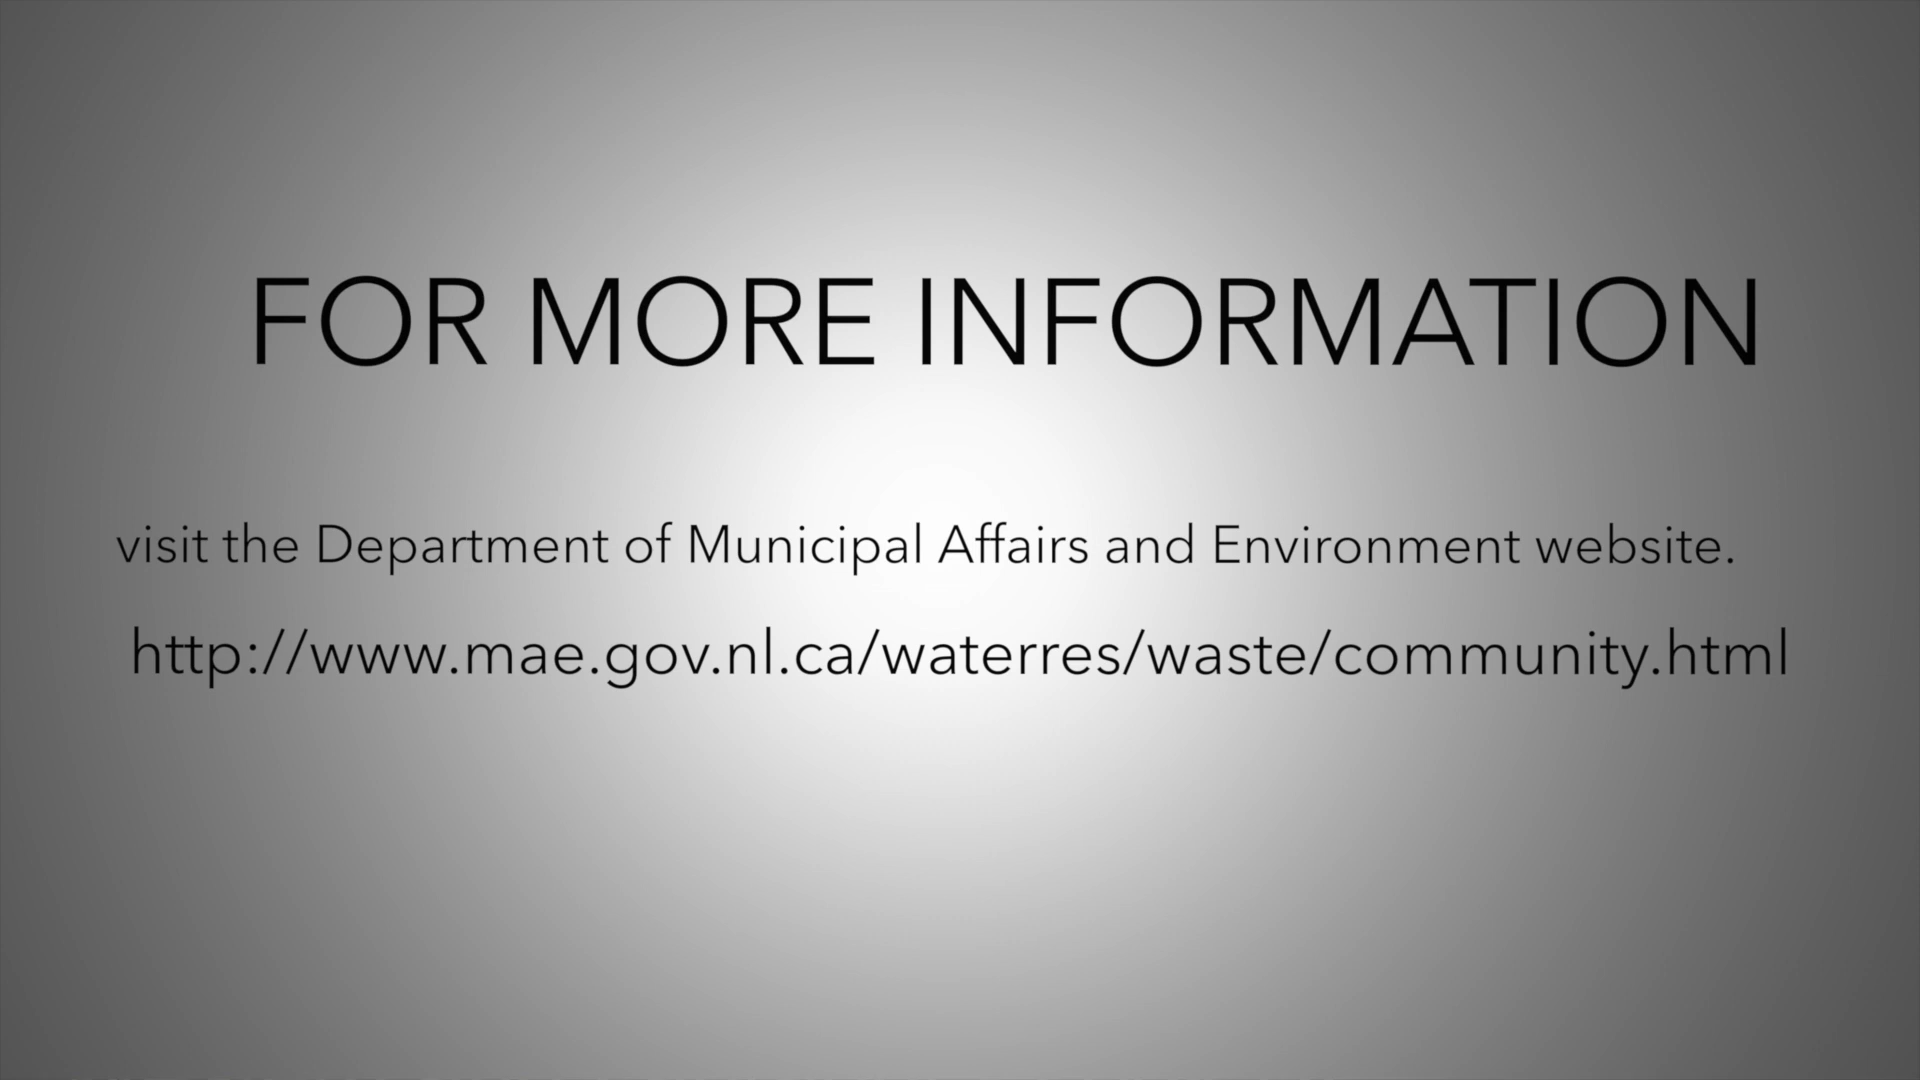 FOR MORE INFORMATION
visit the Department of Municipal Affairs and Environment website.
http://www.mae.gov.nl.ca/waterres/waste/community.html